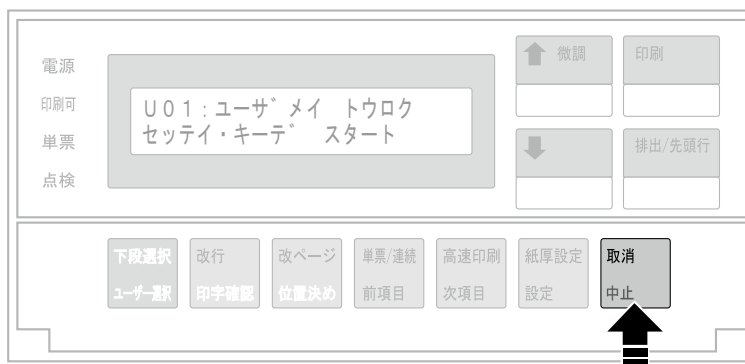 電源
印刷可
単票
点検
U01:ユーザ゛メイ トウロク
セッテイ・キーデ゛ スタート
微調
印刷
排出/先頭行
下段選択
ユーザー選択
改行
印字確認
改ページ
位置決め
単票/連続
前項目
高速印刷
次項目
紙厚設定
設定
取消
中止